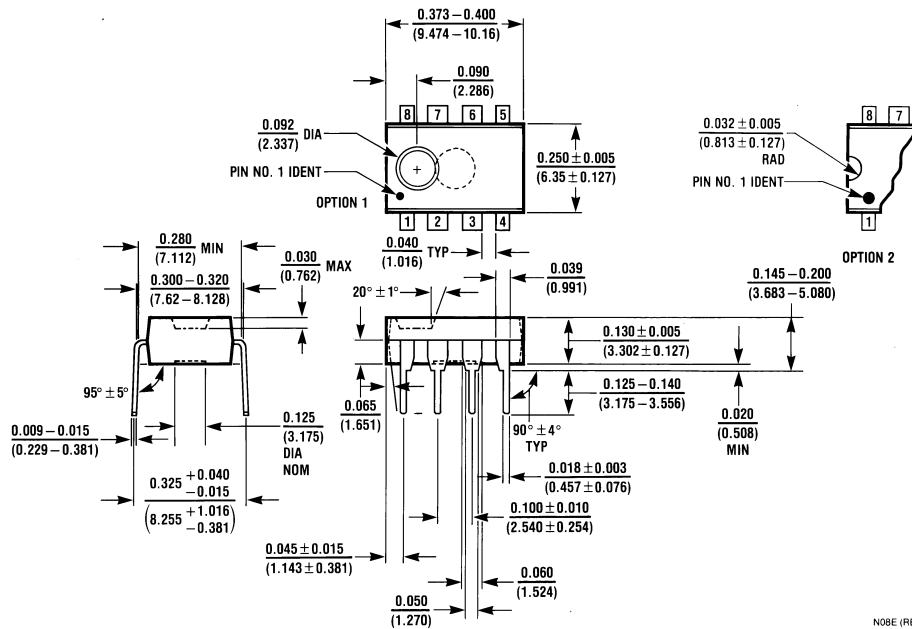 0.373 – 0.400
(9.474 – 10.16)
0.090
(2.286)
8 7 6 5
0.092
(2.337)
DIA
PIN NO. 1 IDENT
OPTION 1
+
0.250 ± 0.005
(6.35 ± 0.127)
1 2 3 4
0.032 ± 0.005
(0.813 ± 0.127)
RAD
PIN NO. 1 IDENT
8 7
1
OPTION 2
0.280
(7.112)
MIN
0.030
(0.762)
MAX
0.300 – 0.320
(7.62 – 8.128)
0.040
(1.016)
TYP
0.039
(0.991)
0.145 – 0.200
(3.683 – 5.080)
20° ± 1°
0.130 ± 0.005
(3.302 ± 0.127)
95° ± 5°
0.009 – 0.015
(0.229 – 0.381)
0.125
(3.175)
DIA
NOM
0.065
(1.651)
90° ± 4°
TYP
0.125 – 0.140
(3.175 – 3.556)
0.020
(0.508)
MIN
0.325 +0.040
−0.015
(8.255 +1.016
−0.381)
0.018 ± 0.003
(0.457 ± 0.076)
0.100 ± 0.010
(2.540 ± 0.254)
0.045 ± 0.015
(1.143 ± 0.381)
0.060
(1.524)
0.050
(1.270)
N08E